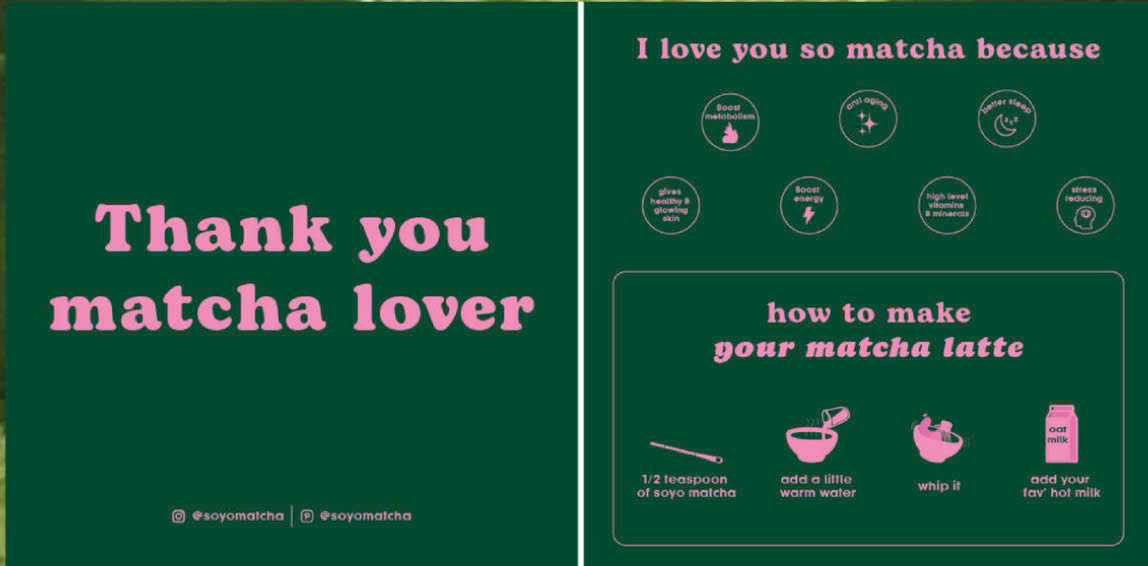 Thank you
matcha lover
@soyomatcha | @soyomatcha
I love you so matcha because
Boost
metabolism
anti aging
better sleep
zzz
gives
healthy &
glowing
skin
Boost
energy
high level
vitamins
& minerals
stress
reducing
how to make
your matcha latte
1/2 teaspoon
of soyo matcha
add a little
warm water
whip it
oat
milk
add your
fav' hot milk